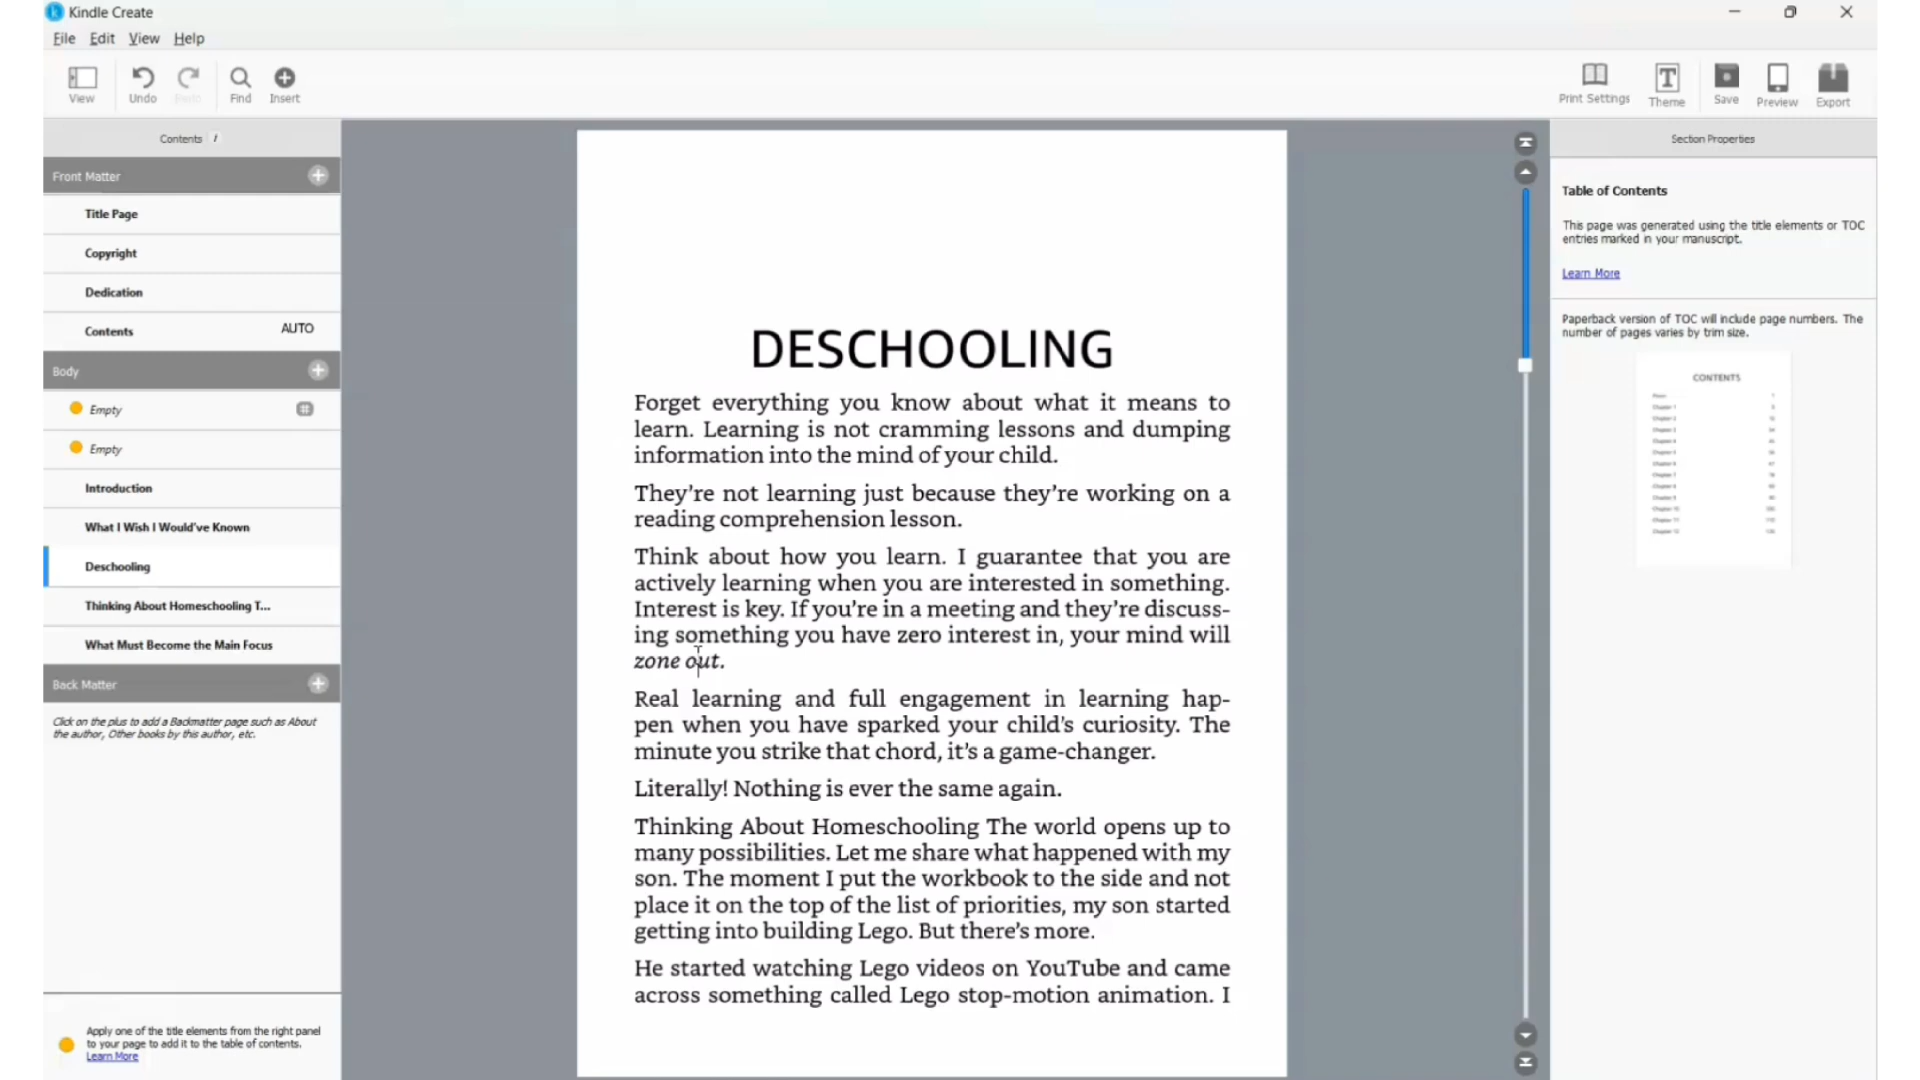 Kindle Create
File Edit View Help
View Undo Redo Find Insert
Print Settings Theme Save Preview Export
Contents i
Front Matter
Title Page
Copyright
Dedication
Contents AUTO
Body
Empty #
Empty
Introduction
What I Wish I Would've Known
Deschooling
Thinking About Homeschooling T...
What Must Become the Main Focus
Back Matter
Click on the plus to add a Backmatter page such as About
the author, Other books by this author, etc.
Apply one of the title elements from the right panel
to your page to add it to the table of contents.
Learn More
DESCHOOLING
Forget everything you know about what it means to
learn. Learning is not cramming lessons and dumping
information into the mind of your child.
They're not learning just because they're working on a
reading comprehension lesson.
Think about how you learn. I guarantee that you are
actively learning when you are interested in something.
Interest is key. If you're in a meeting and they're discuss-
ing something you have zero interest in, your mind will
zone out.
Real learning and full engagement in learning hap-
pen when you have sparked your child's curiosity. The
minute you strike that chord, it's a game-changer.
Literally! Nothing is ever the same again.
Thinking About Homeschooling The world opens up to
many possibilities. Let me share what happened with my
son. The moment I put the workbook to the side and not
place it on the top of the list of priorities, my son started
getting into building Lego. But there's more.
He started watching Lego videos on YouTube and came
across something called Lego stop-motion animation. I
Section Properties
Table of Contents
This page was generated using the title elements or TOC
entries marked in your manuscript.
Learn More
Paperback version of TOC will include page numbers. The
number of pages varies by trim size.
CONTENTS